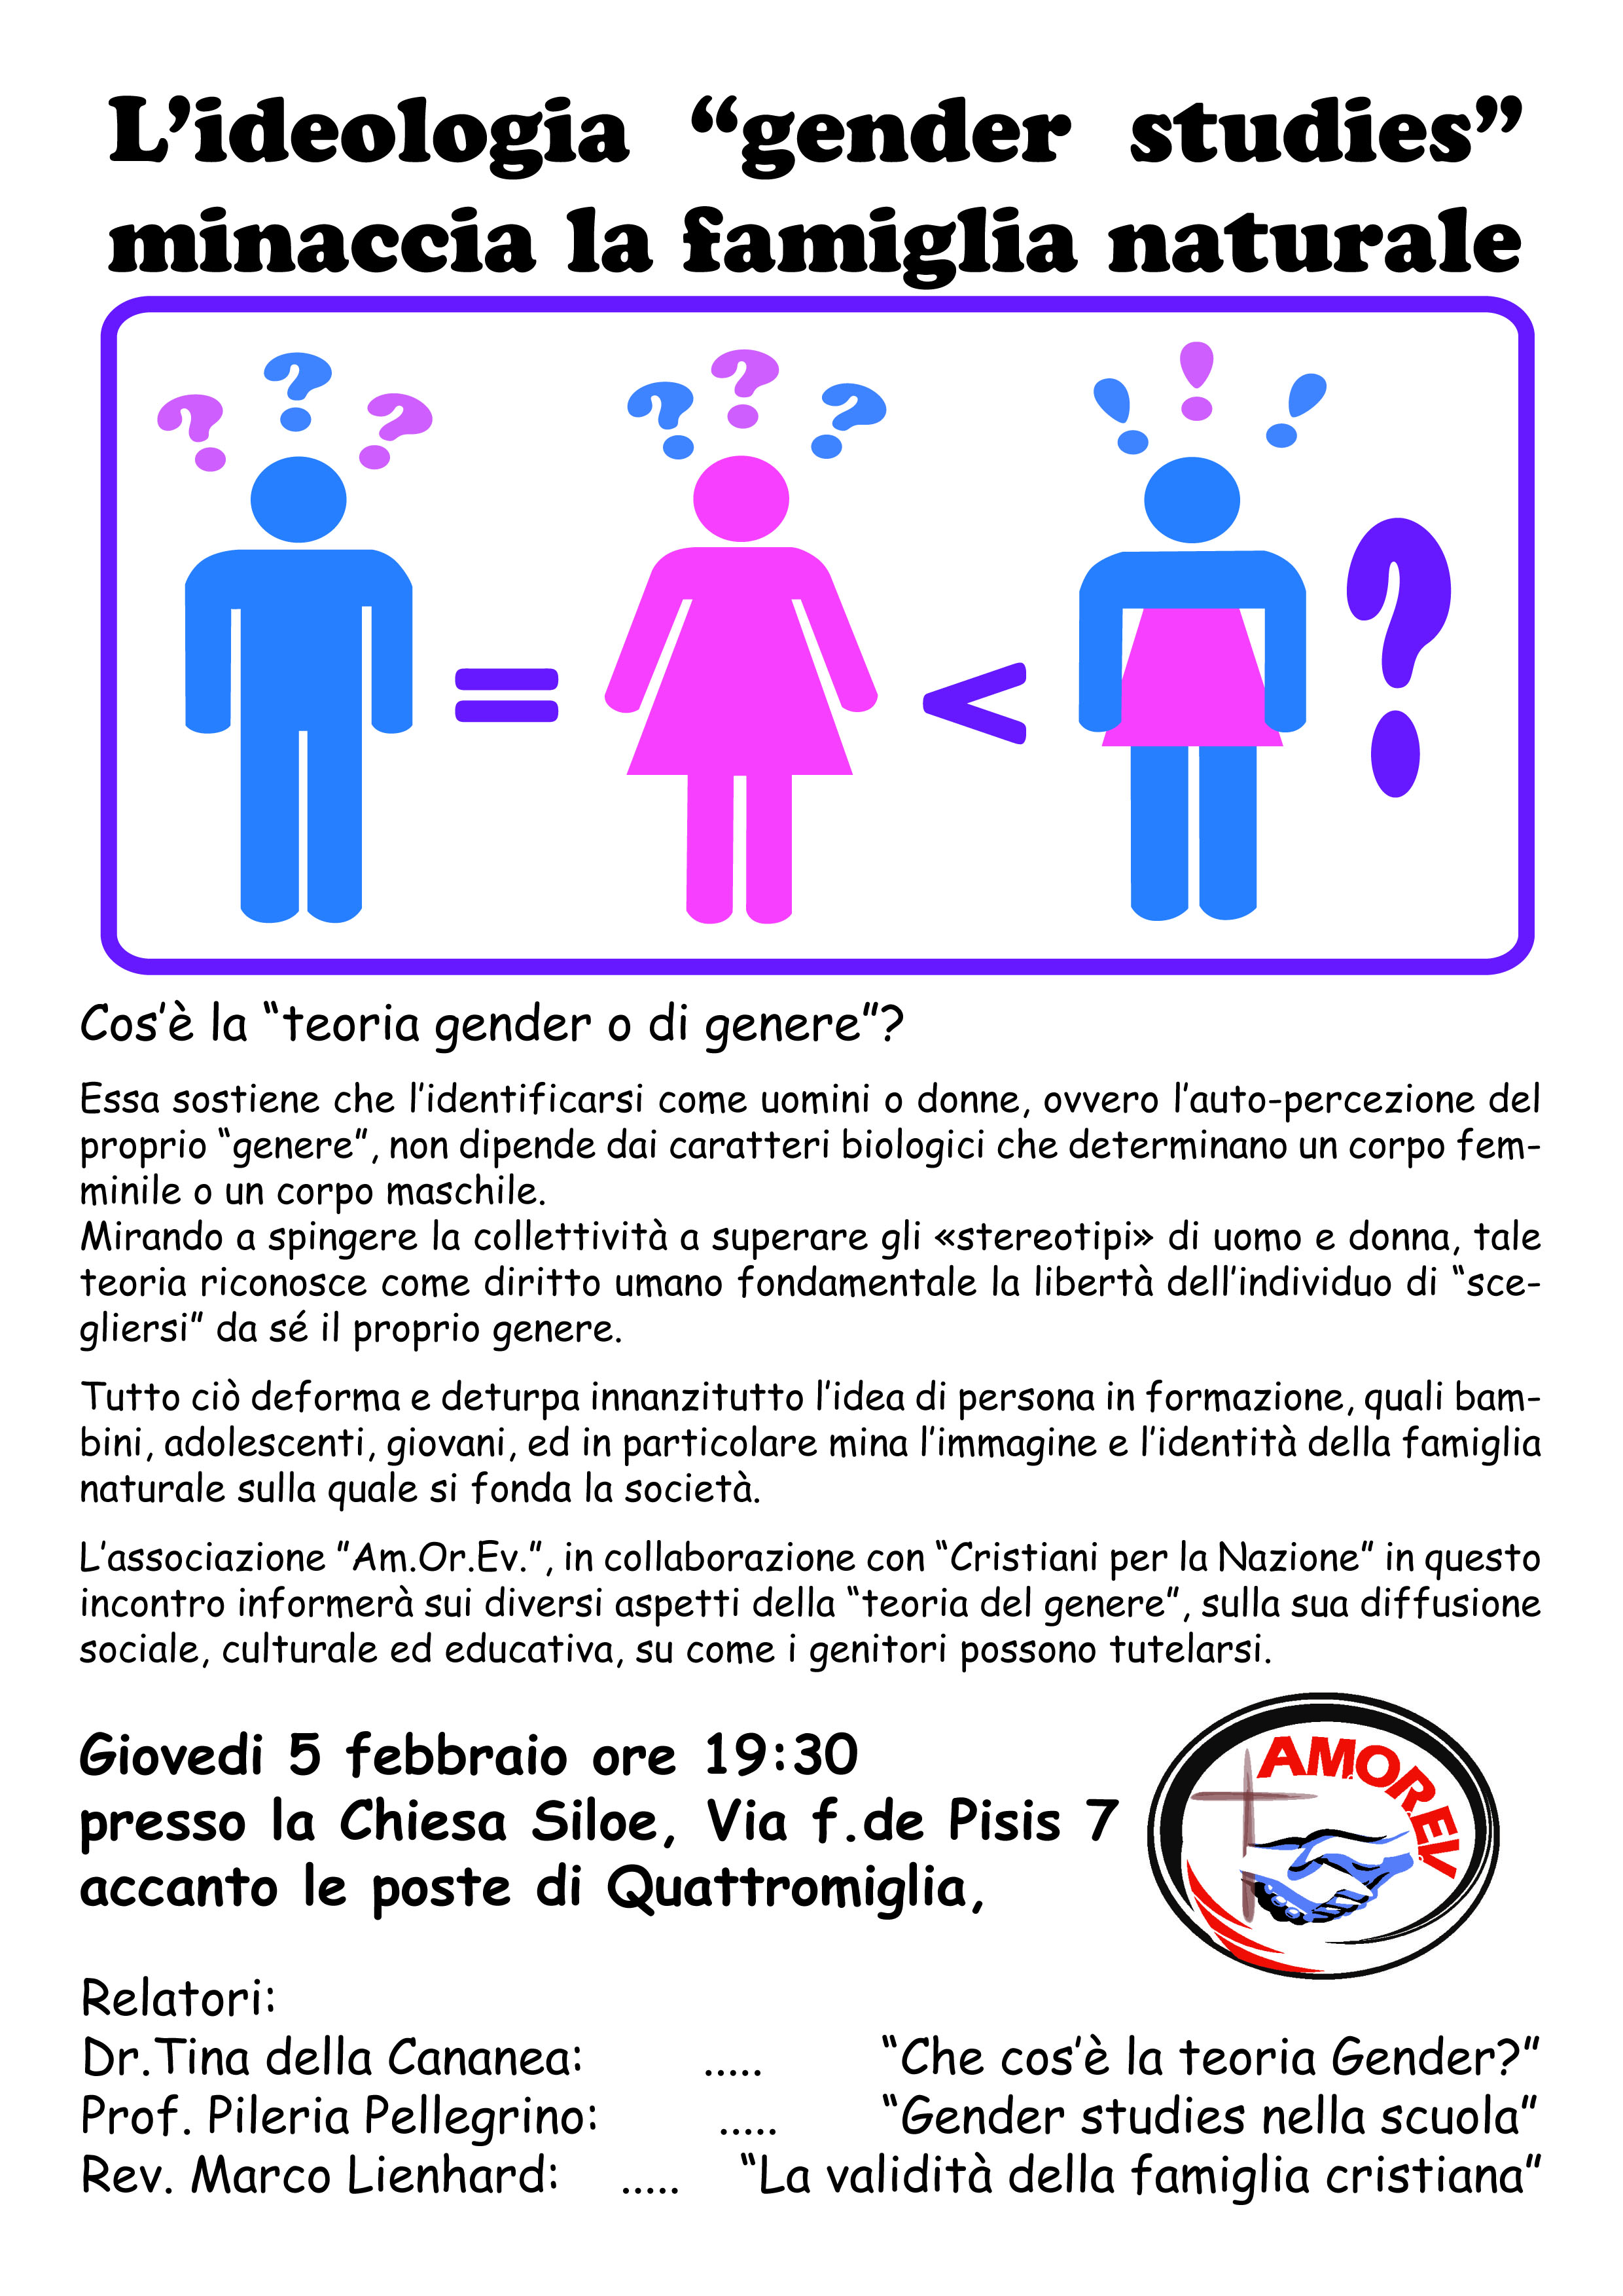 L’ideologia “gender studies”
minaccia la famiglia naturale
? ? ?
? ? ?
! ! !
= < ?
Cos’è la “teoria gender o di genere”?
Essa sostiene che l’identificarsi come uomini o donne, ovvero l’auto-percezione del
proprio “genere”, non dipende dai caratteri biologici che determinano un corpo fem-
minile o un corpo maschile.
Mirando a spingere la collettività a superare gli «stereotipi» di uomo e donna, tale
teoria riconosce come diritto umano fondamentale la libertà dell’individuo di “sce-
gliersi” da sé il proprio genere.
Tutto ciò deforma e deturpa innanzitutto l’idea di persona in formazione, quali bam-
bini, adolescenti, giovani, ed in particolare mina l’immagine e l’identità della famiglia
naturale sulla quale si fonda la società.
L’associazione ”Am.Or.Ev.”, in collaborazione con “Cristiani per la Nazione” in questo
incontro informerà sui diversi aspetti della “teoria del genere”, sulla sua diffusione
sociale, culturale ed educativa, su come i genitori possono tutelarsi.
Giovedi 5 febbraio ore 19:30
presso la Chiesa Siloe, Via f.de Pisis 7
accanto le poste di Quattromiglia,
AMOREV
Relatori:
Dr.Tina della Cananea: ..... “Che cos’è la teoria Gender?”
Prof. Pileria Pellegrino: ..... “Gender studies nella scuola”
Rev. Marco Lienhard: ..... “La validità della famiglia cristiana”